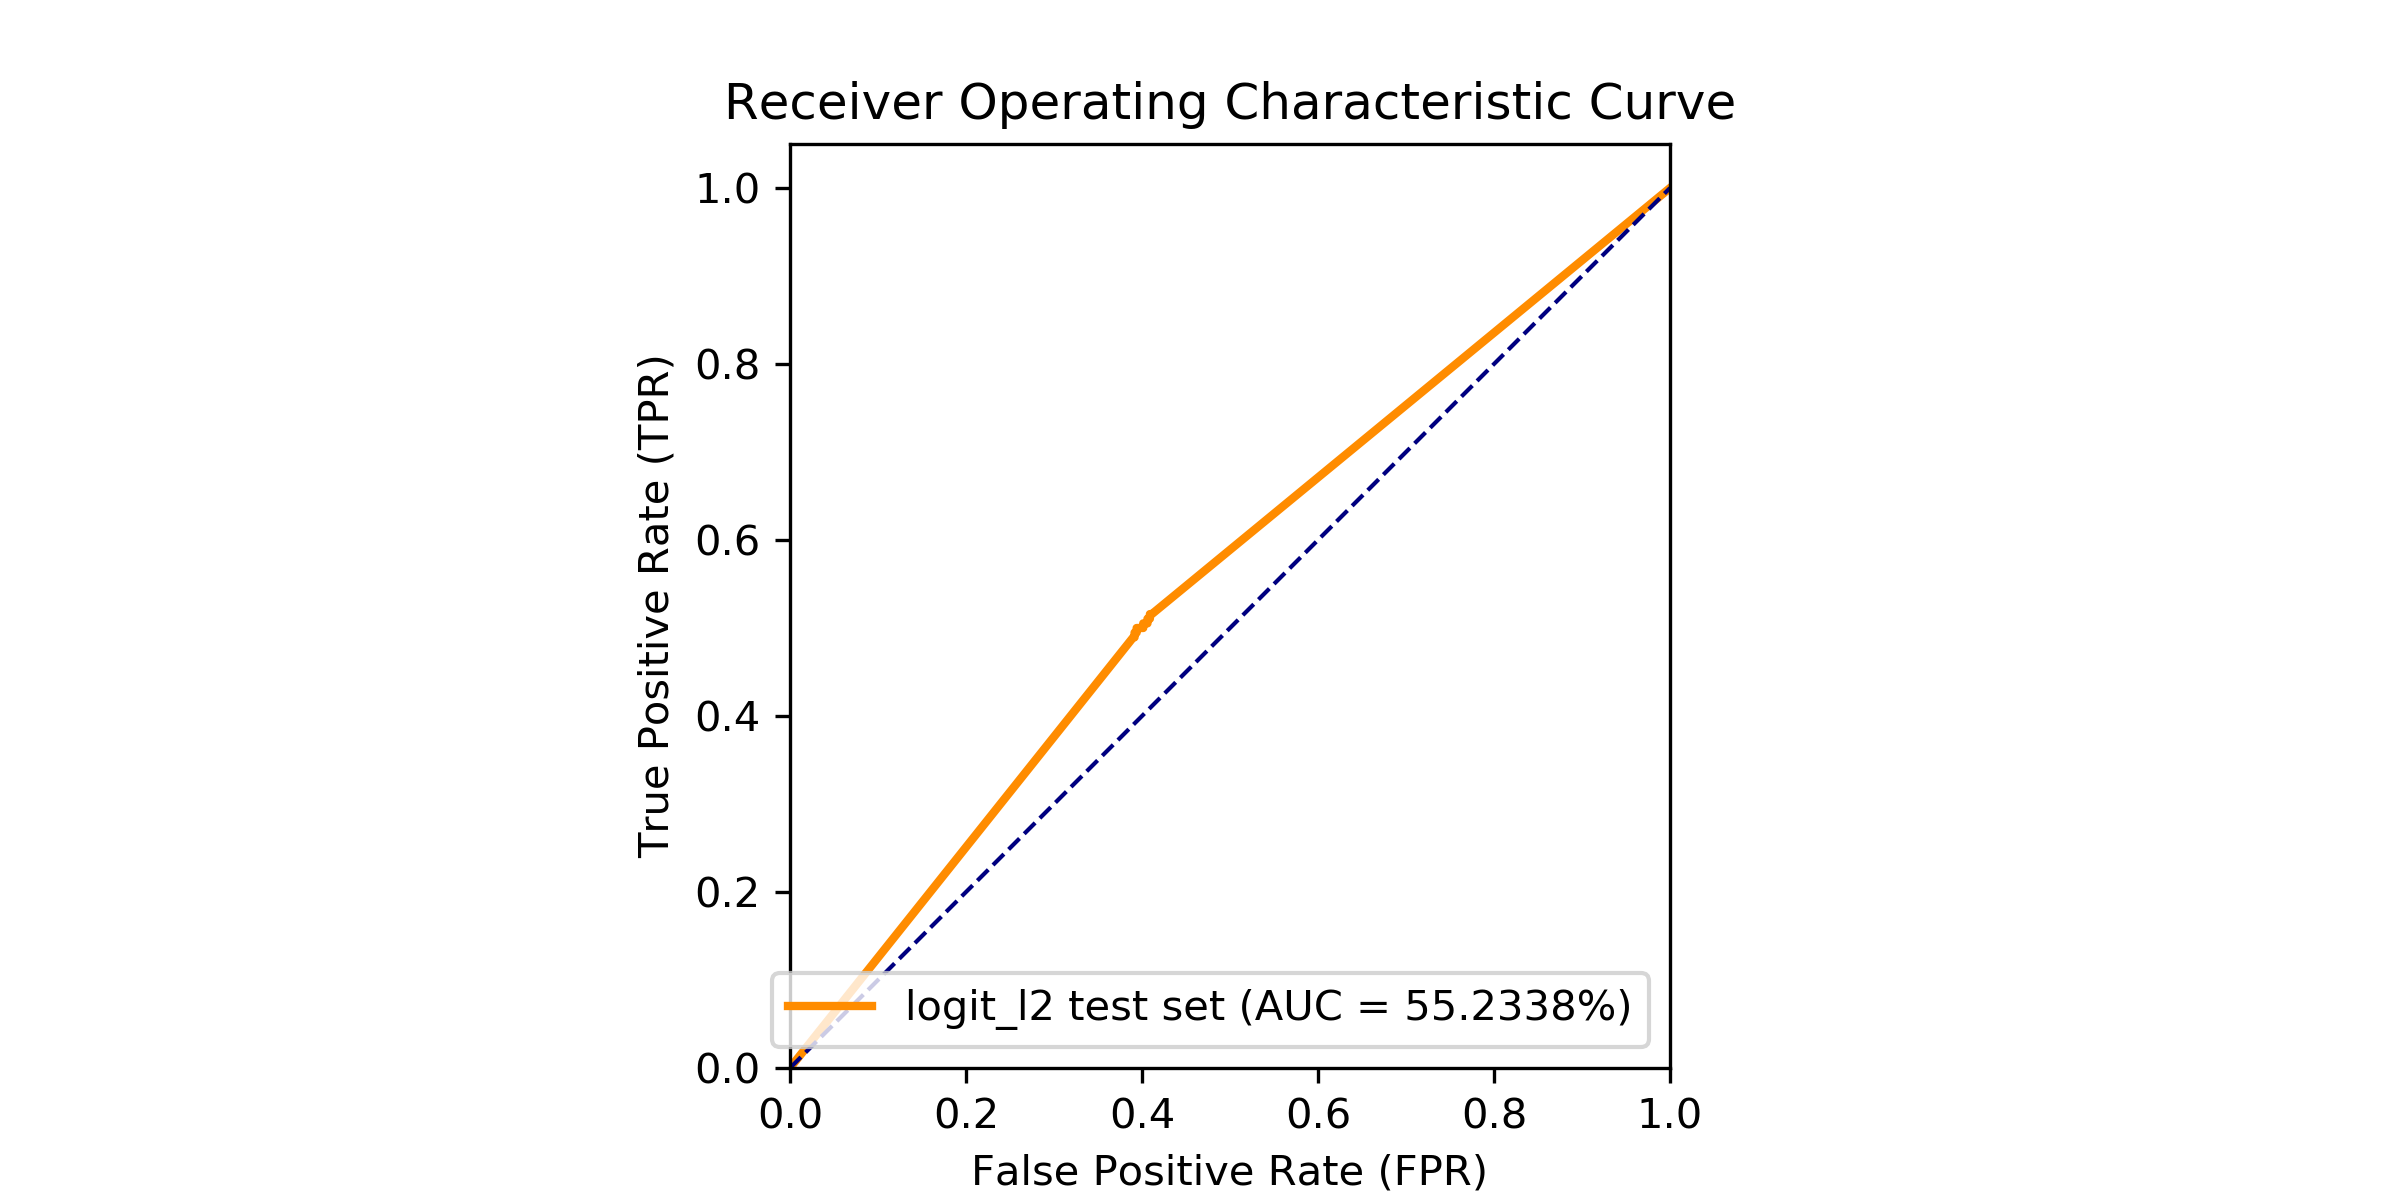 Receiver Operating Characteristic Curve
True Positive Rate (TPR)
1.0
0.8
0.6
0.4
0.2
0.0
logit_l2 test set (AUC = 55.2338%)
0.0 0.2 0.4 0.6 0.8 1.0
False Positive Rate (FPR)